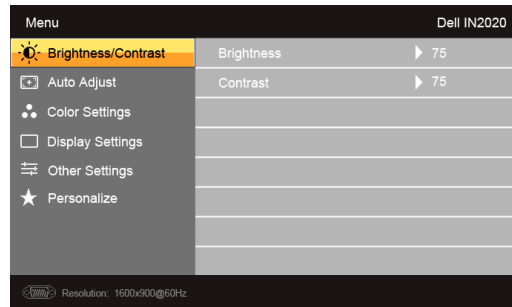 Menu Dell IN2020
Brightness/Contrast Brightness 75
Auto Adjust Contrast 75
Color Settings
Display Settings
Other Settings
Personalize
Resolution: 1600x900@60Hz